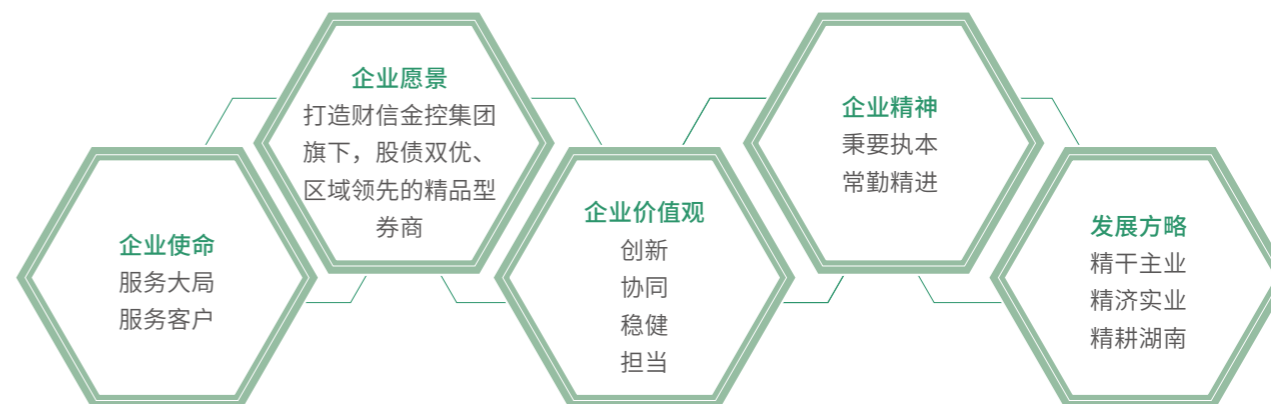 企业使命
服务大局
服务客户
企业愿景
打造财信金控集团
旗下，股债双优、
区域领先的精品型
券商
企业价值观
创新
协同
稳健
担当
企业精神
秉要执本
常勤精进
发展方略
精干主业
精济实业
精耕湖南